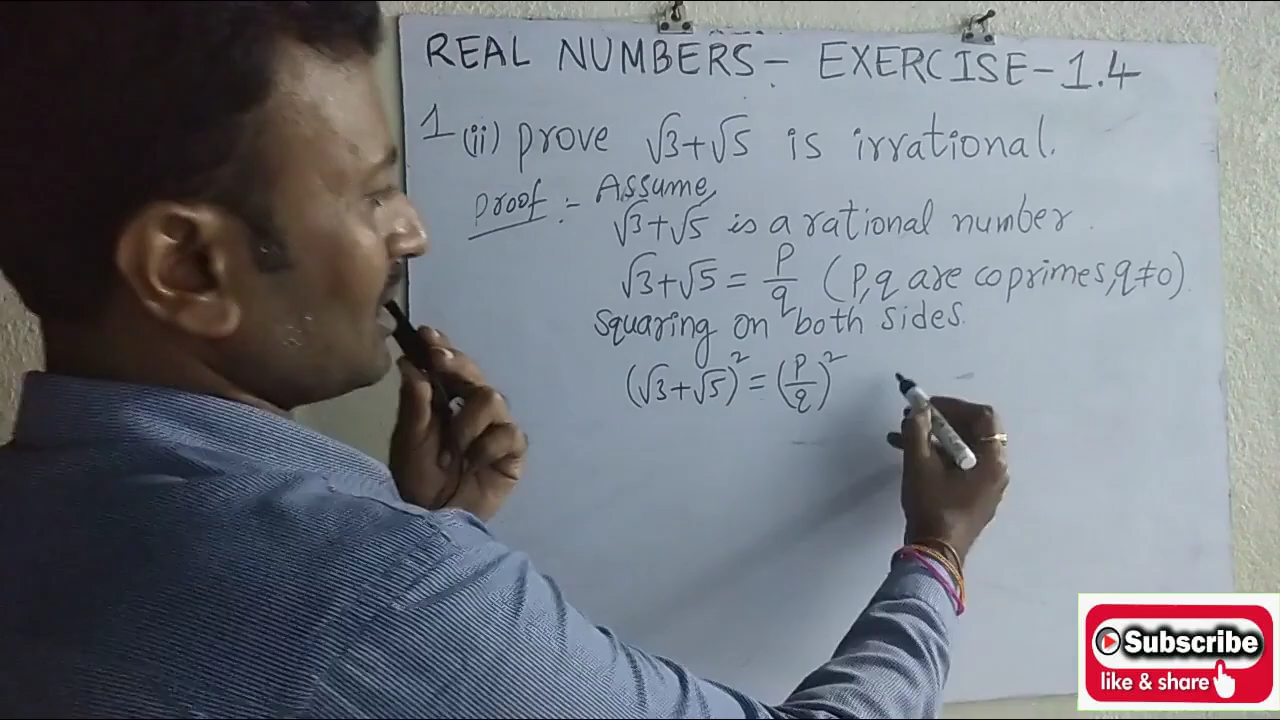 REAL NUMBERS- EXERCISE-1.4
1 (ii) prove √3+√5 is irrational.
proof :- Assume,
√3+√5 is a rational number.
√3+√5 = p/q (p,q are coprimes, q≠0)
squaring on both sides.
(√3+√5)² = (p/q)²
Subscribe
like & share